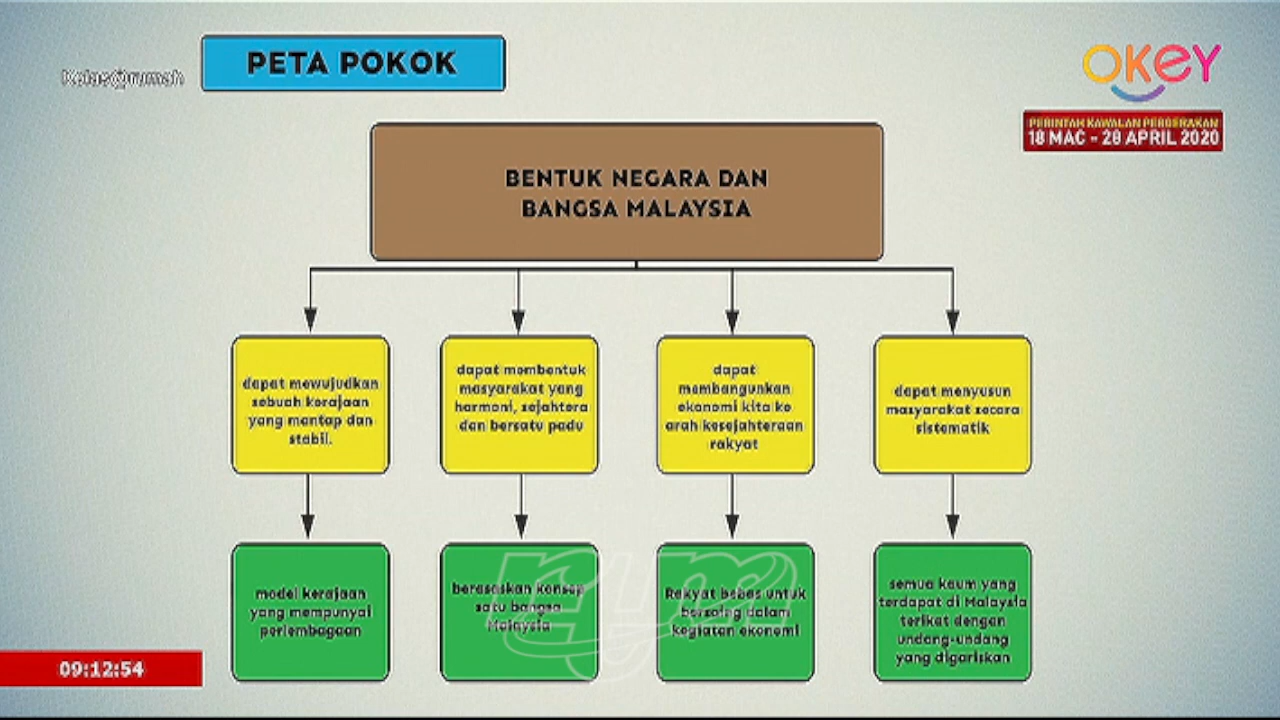 Kelas@rumah
PETA POKOK
OKEY
PERINTAH KAWALAN PERGERAKAN
18 MAC - 28 APRIL 2020
BENTUK NEGARA DAN
BANGSA MALAYSIA
dapat mewujudkan
sebuah kerajaan
yang mantap dan
stabil.
dapat membentuk
masyarakat yang
harmoni, sejahtera
dan bersatu padu
dapat
membangunkan
ekonomi kita ke
arah kesejahteraan
rakyat
dapat menyusun
masyarakat secara
sistematik
model kerajaan
yang mempunyai
perlembagaan
berasaskan konsep
satu bangsa
Malaysia
Rakyat bebas untuk
bersaing dalam
kegiatan ekonomi
semua kaum yang
terdapat di Malaysia
terikat dengan
undang-undang
yang digariskan
rtm
09:12:54